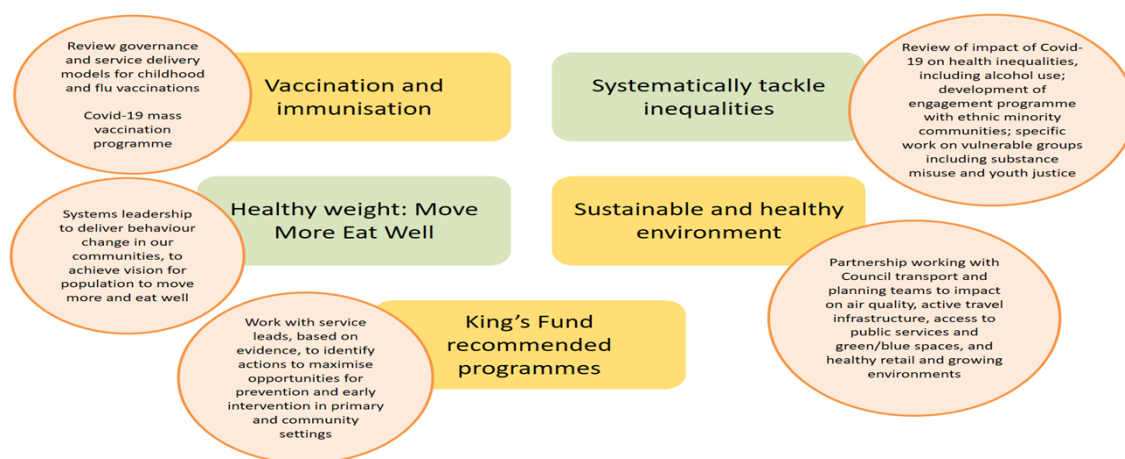 Review governance
and service delivery
models for childhood
and flu vaccinations
Covid-19 mass
vaccination
programme
Vaccination and
immunisation
Systematically tackle
inequalities
Review of impact of Covid-
19 on health inequalities,
including alcohol use;
development of
engagement programme
with ethnic minority
communities; specific
work on vulnerable groups
including substance
misuse and youth justice
Systems leadership
to deliver behaviour
change in our
communities, to
achieve vision for
population to move
more and eat well
Healthy weight: Move
More Eat Well
Sustainable and healthy
environment
Partnership working with
Council transport and
planning teams to impact
on air quality, active travel
infrastructure, access to
public services and
green/blue spaces, and
healthy retail and growing
environments
Work with service
leads, based on
evidence, to identify
actions to maximise
opportunities for
prevention and early
intervention in primary
and community
settings
King's Fund
recommended
programmes